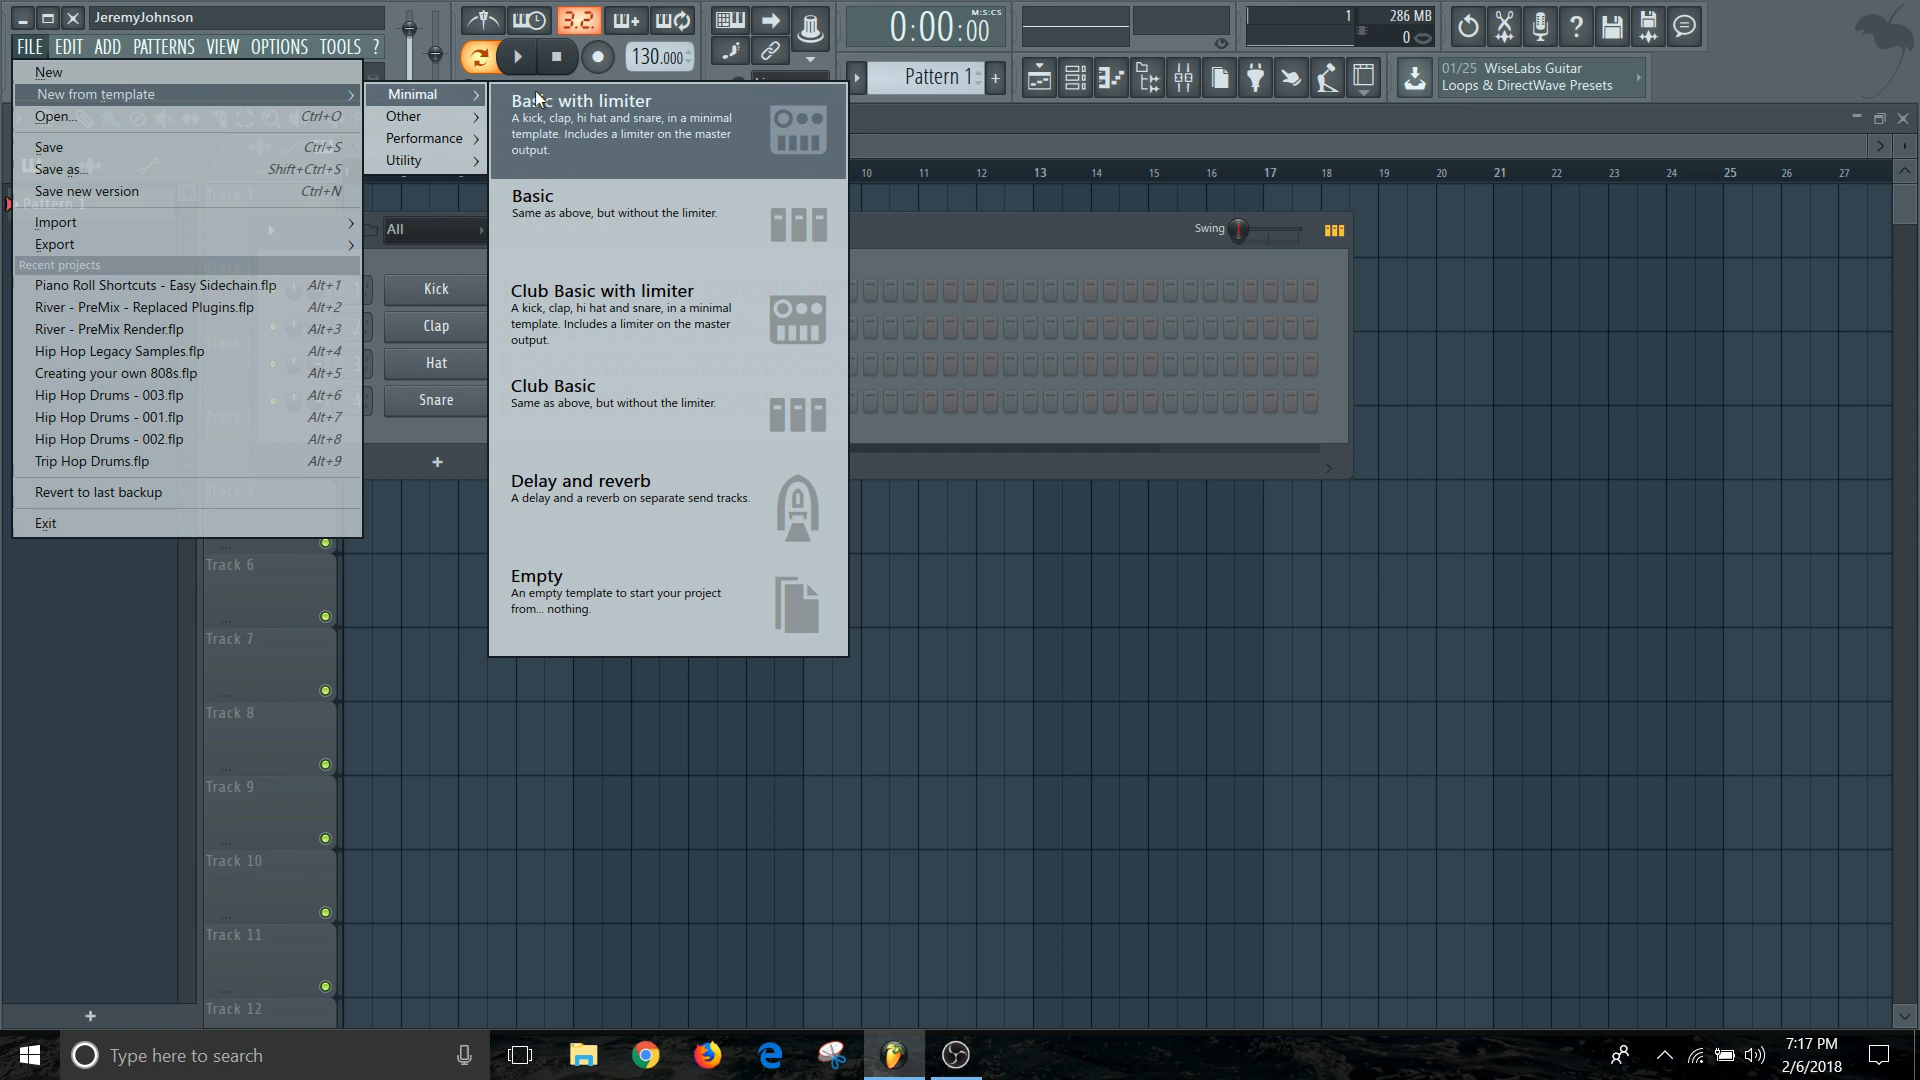 JeremyJohnson
FILE EDIT ADD PATTERNS VIEW OPTIONS TOOLS ?
3.2.
130.000
0:00:00
M:S:CS
1
286 MB
0
Pattern 1
+
01/25 WiseLabs Guitar
Loops & DirectWave Presets
New
New from template
Open... Ctrl+O
Save Ctrl+S
Save as... Shift+Ctrl+S
Save new version Ctrl+N
Import
Export
Recent projects
Piano Roll Shortcuts - Easy Sidechain.flp Alt+1
River - PreMix - Replaced Plugins.flp Alt+2
River - PreMix Render.flp Alt+3
Hip Hop Legacy Samples.flp Alt+4
Creating your own 808s.flp Alt+5
Hip Hop Drums - 003.flp Alt+6
Hip Hop Drums - 001.flp Alt+7
Hip Hop Drums - 002.flp Alt+8
Trip Hop Drums.flp Alt+9
Revert to last backup
Exit
Minimal
Other
Performance
Utility
Basic with limiter
A kick, clap, hi hat and snare, in a minimal
template. Includes a limiter on the master
output.
Basic
Same as above, but without the limiter.
Club Basic with limiter
A kick, clap, hi hat and snare, in a minimal
template. Includes a limiter on the master
output.
Club Basic
Same as above, but without the limiter.
Delay and reverb
A delay and a reverb on separate send tracks.
Empty
An empty template to start your project
from... nothing.
10 11 12 13 14 15 16 17 18 19 20 21 22 23 24 25 26 27
Pattern 1
Track 1
All
Swing
Kick
Clap
Hat
Snare
+
Track 6
Track 7
Track 8
Track 9
Track 10
Track 11
Track 12
+
Type here to search
7:17 PM
2/6/2018